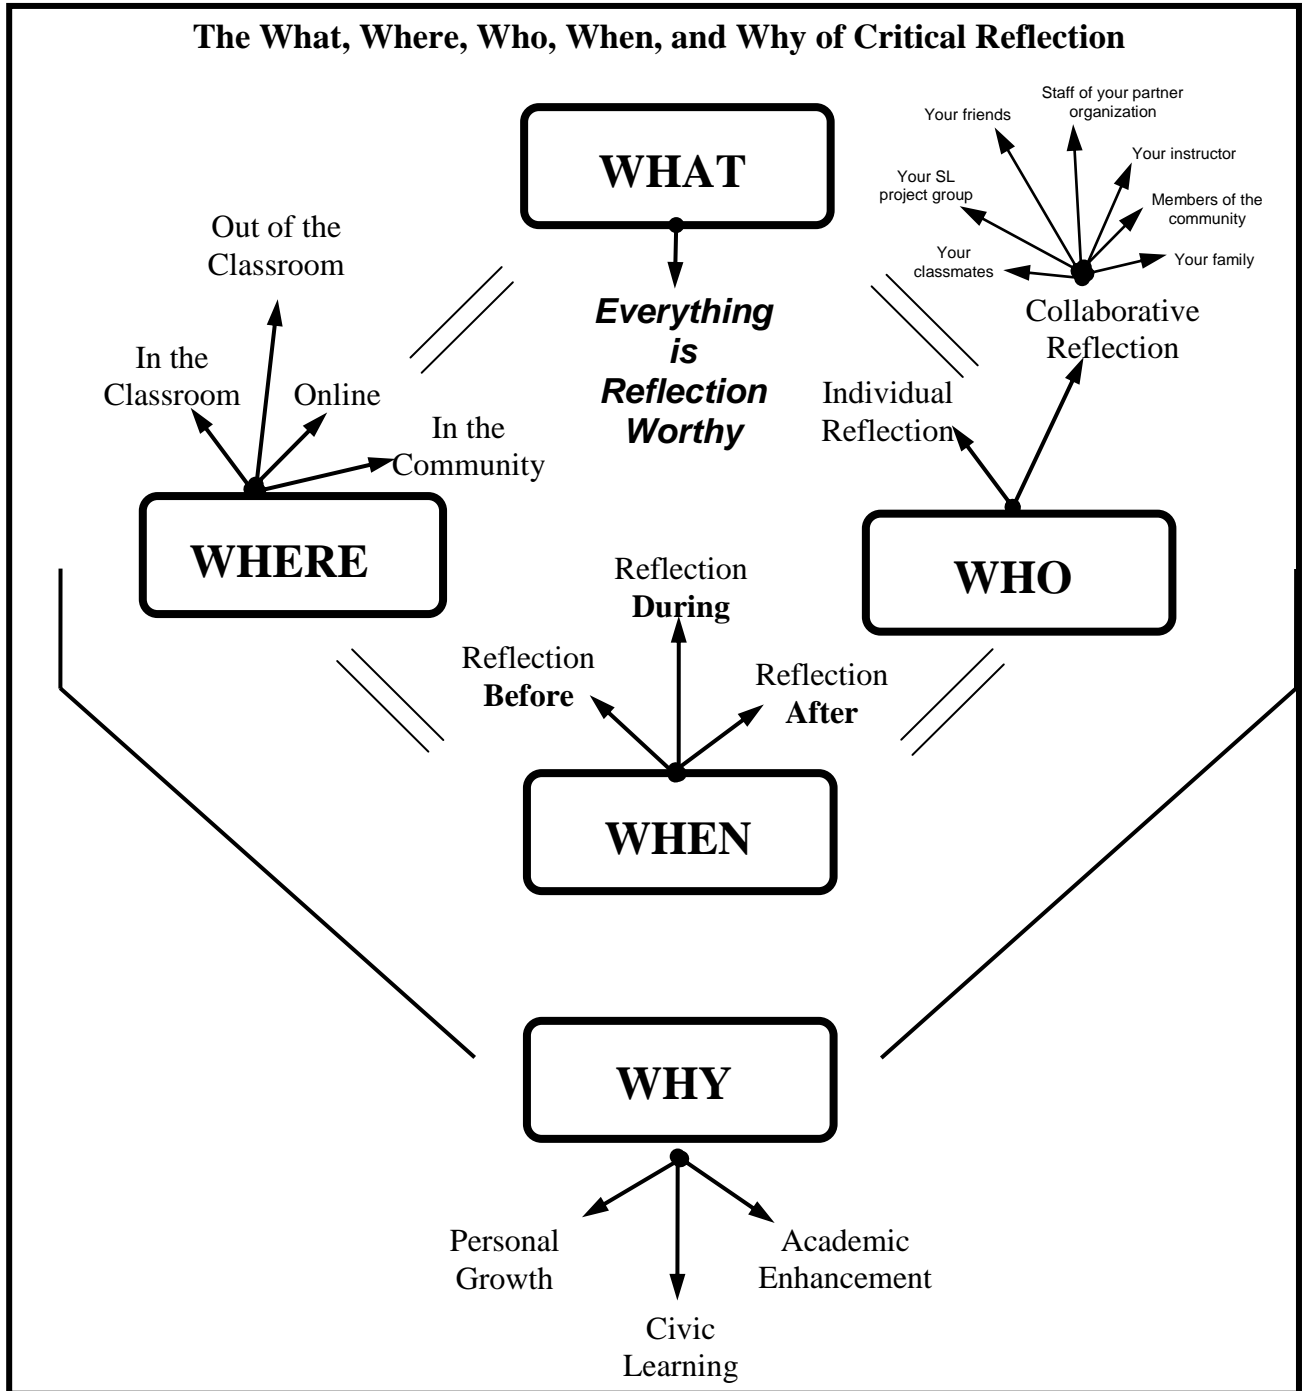 The What, Where, Who, When, and Why of Critical Reflection
WHAT
Everything
is
Reflection
Worthy
Out of the
Classroom
In the
Classroom
Online
In the
Community
WHERE
Your friends
Staff of your partner
organization
Your SL
project group
Your instructor
Members of the
community
Your
classmates
Your family
Collaborative
Reflection
Individual
Reflection
WHO
Reflection
During
Reflection
Before
Reflection
After
WHEN
WHY
Personal
Growth
Civic
Learning
Academic
Enhancement